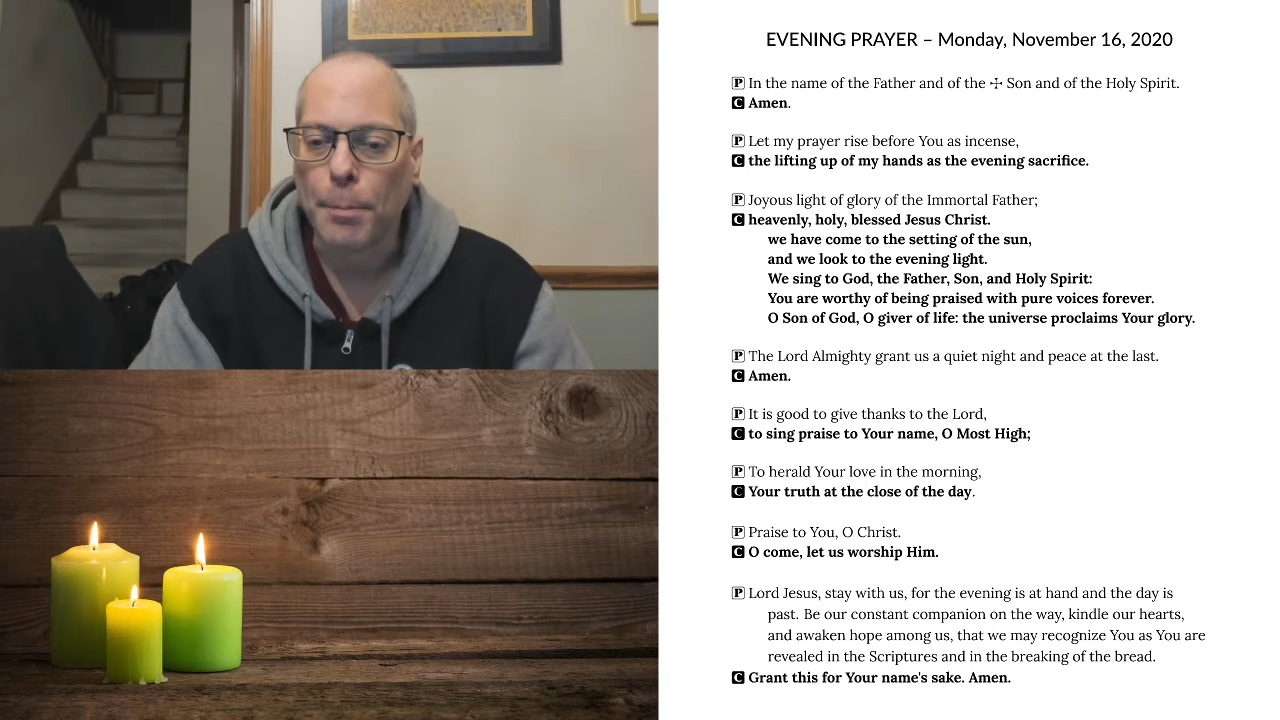 EVENING PRAYER – Monday, November 16, 2020
P In the name of the Father and of the ☩ Son and of the Holy Spirit.
C Amen.
P Let my prayer rise before You as incense,
C the lifting up of my hands as the evening sacrifice.
P Joyous light of glory of the Immortal Father;
C heavenly, holy, blessed Jesus Christ.
we have come to the setting of the sun,
and we look to the evening light.
We sing to God, the Father, Son, and Holy Spirit:
You are worthy of being praised with pure voices forever.
O Son of God, O giver of life: the universe proclaims Your glory.
P The Lord Almighty grant us a quiet night and peace at the last.
C Amen.
P It is good to give thanks to the Lord,
C to sing praise to Your name, O Most High;
P To herald Your love in the morning,
C Your truth at the close of the day.
P Praise to You, O Christ.
C O come, let us worship Him.
P Lord Jesus, stay with us, for the evening is at hand and the day is
past. Be our constant companion on the way, kindle our hearts,
and awaken hope among us, that we may recognize You as You are
revealed in the Scriptures and in the breaking of the bread.
C Grant this for Your name's sake. Amen.